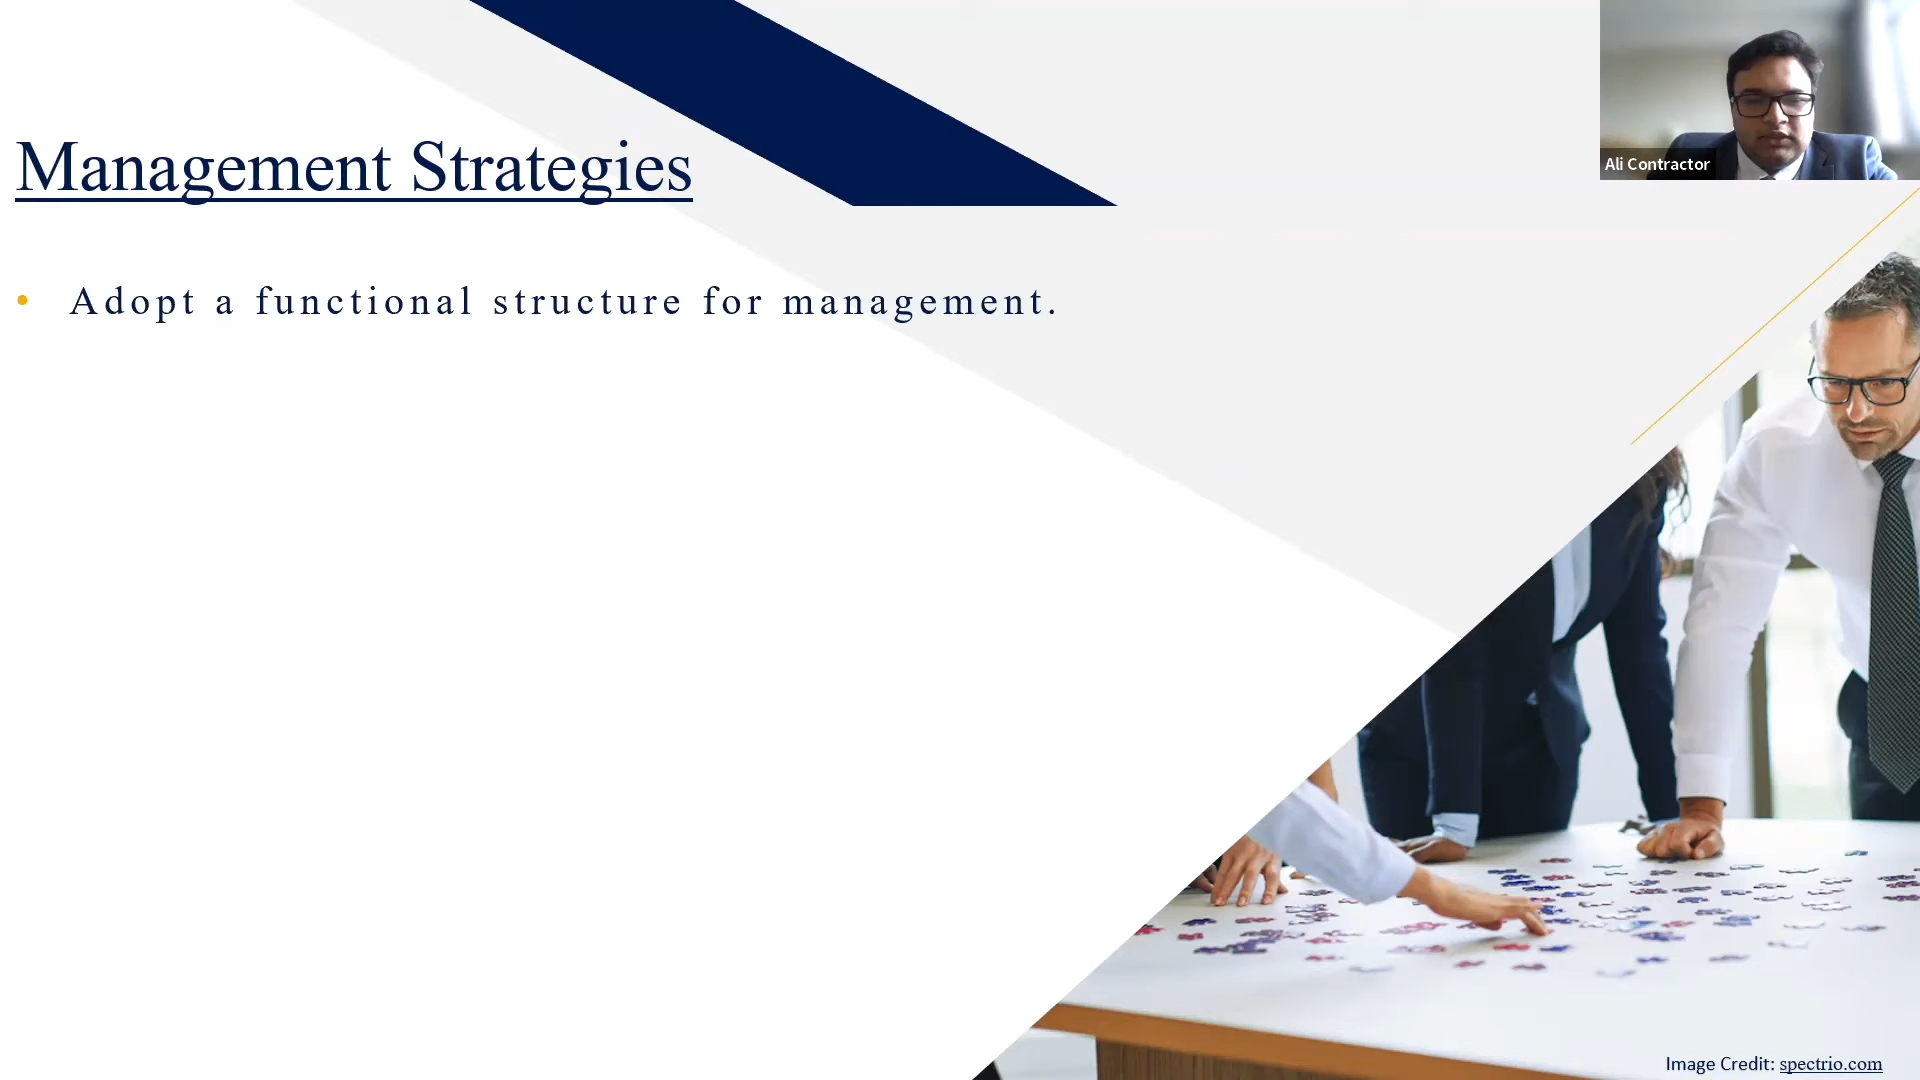 Management Strategies
Ali Contractor
• Adopt a functional structure for management.
Image Credit: spectrio.com